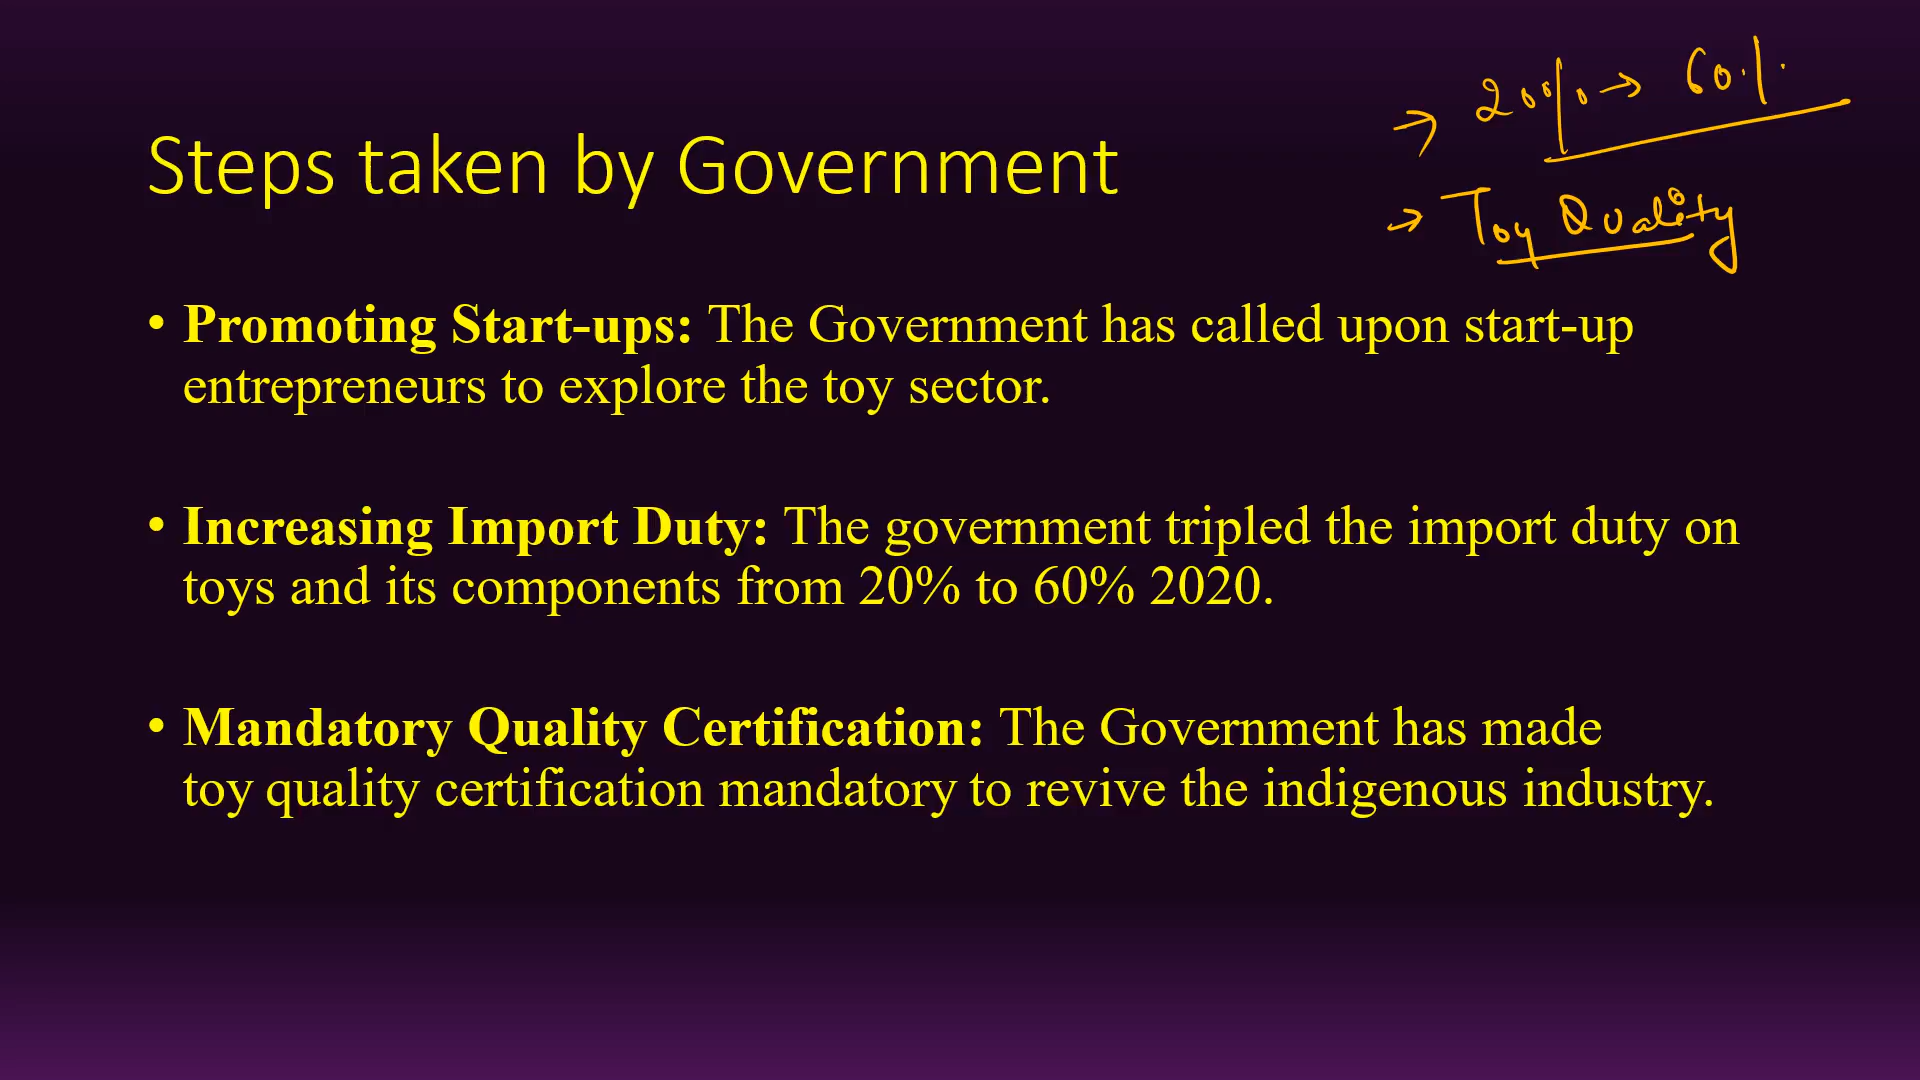 → 20% → 60%.
Steps taken by Government
→ Toy Quality
• Promoting Start-ups: The Government has called upon start-up
entrepreneurs to explore the toy sector.
• Increasing Import Duty: The government tripled the import duty on
toys and its components from 20% to 60% 2020.
• Mandatory Quality Certification: The Government has made
toy quality certification mandatory to revive the indigenous industry.